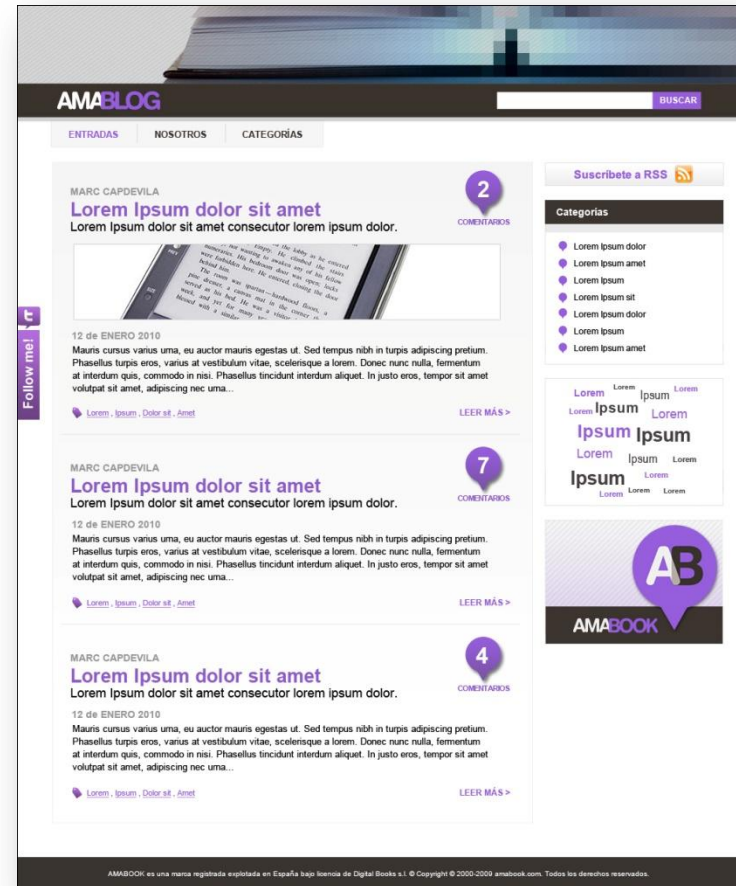 AMABLOG
BUSCAR
ENTRADAS
NOSOTROS
CATEGORÍAS
MARC CAPDEVILA
Lorem Ipsum dolor sit amet
Lorem Ipsum dolor sit amet consecutor lorem ipsum dolor.
2
COMENTARIOS
12 de ENERO 2010
Mauris cursus varius urna, eu auctor mauris egestas ut. Sed tempus nibh in turpis adipiscing pretium.
Phasellus turpis eros, varius at vestibulum vitae, scelerisque a lorem. Donec nunc nulla, fermentum
at interdum quis, commodo in nisi. Phasellus tincidunt interdum aliquet. In justo eros, tempor sit amet
volutpat sit amet, adipiscing nec urna...
Lorem , Ipsum , Dolor sit , Amet
LEER MÁS >
MARC CAPDEVILA
Lorem Ipsum dolor sit amet
Lorem Ipsum dolor sit amet consecutor lorem ipsum dolor.
7
COMENTARIOS
12 de ENERO 2010
Mauris cursus varius urna, eu auctor mauris egestas ut. Sed tempus nibh in turpis adipiscing pretium.
Phasellus turpis eros, varius at vestibulum vitae, scelerisque a lorem. Donec nunc nulla, fermentum
at interdum quis, commodo in nisi. Phasellus tincidunt interdum aliquet. In justo eros, tempor sit amet
volutpat sit amet, adipiscing nec urna...
Lorem , Ipsum , Dolor sit , Amet
LEER MÁS >
MARC CAPDEVILA
Lorem Ipsum dolor sit amet
Lorem Ipsum dolor sit amet consecutor lorem ipsum dolor.
4
COMENTARIOS
12 de ENERO 2010
Mauris cursus varius urna, eu auctor mauris egestas ut. Sed tempus nibh in turpis adipiscing pretium.
Phasellus turpis eros, varius at vestibulum vitae, scelerisque a lorem. Donec nunc nulla, fermentum
at interdum quis, commodo in nisi. Phasellus tincidunt interdum aliquet. In justo eros, tempor sit amet
volutpat sit amet, adipiscing nec urna...
Lorem , Ipsum , Dolor sit , Amet
LEER MÁS >
Follow me! t
Suscríbete a RSS
Categorias
Lorem Ipsum dolor
Lorem Ipsum amet
Lorem Ipsum
Lorem Ipsum sit
Lorem Ipsum dolor
Lorem Ipsum
Lorem Ipsum amet
Lorem Lorem Ipsum Lorem
Lorem Ipsum Lorem
Ipsum Ipsum
Lorem Ipsum Lorem
Ipsum Lorem
Lorem Lorem Lorem
AB
AMABOOK
AMABOOK es una marca registrada explotada en España bajo licencia de Digital Books s.l. © Copyright © 2000-2009 amabook.com. Todos los derechos reservados.